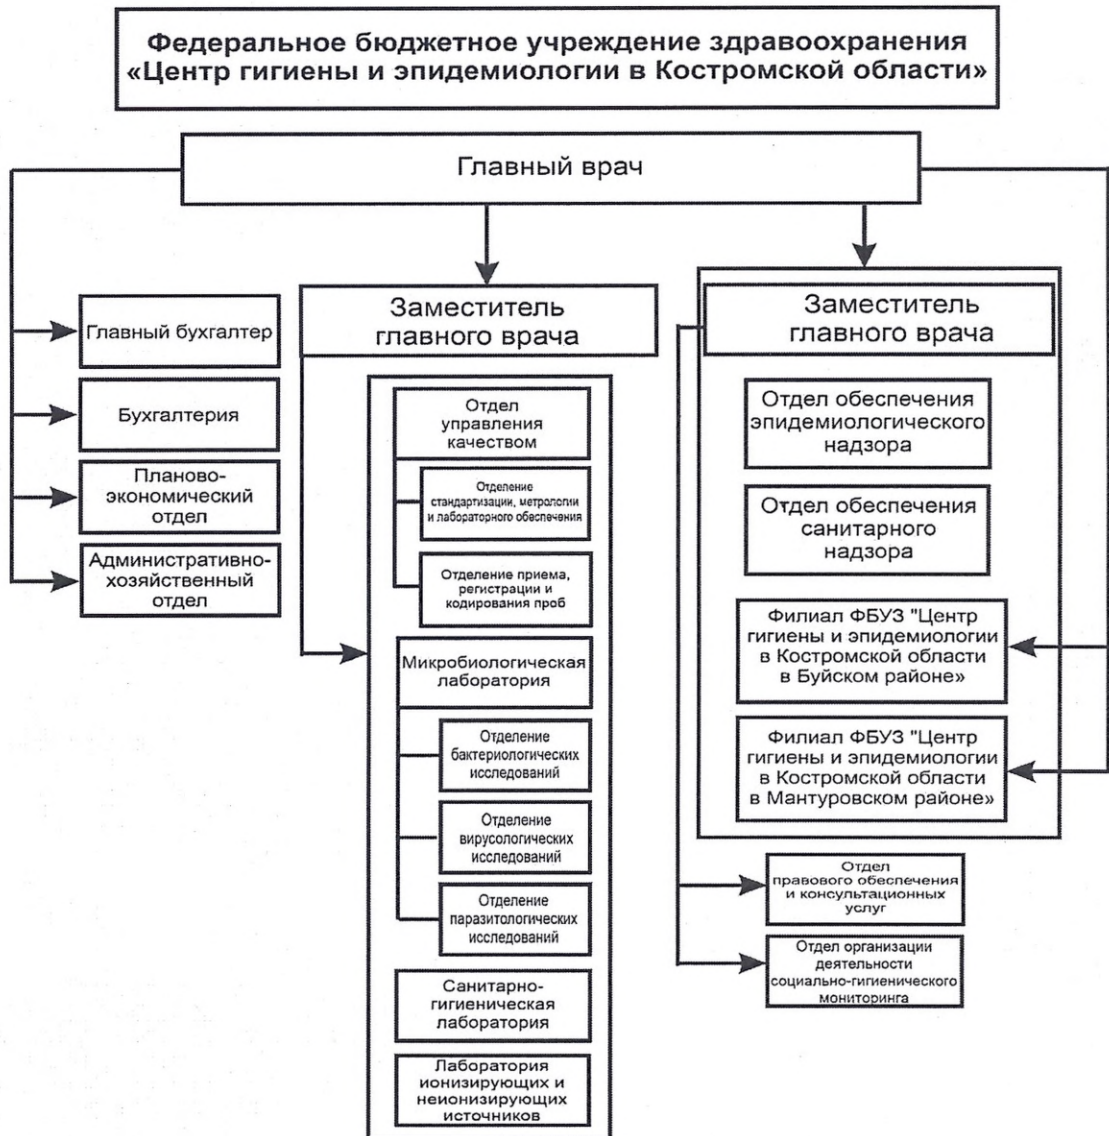 Федеральное бюджетное учреждение здравоохранения
«Центр гигиены и эпидемиологии в Костромской области»
Главный врач
Главный бухгалтер
Бухгалтерия
Планово-
экономический
отдел
Административно-
хозяйственный
отдел
Заместитель
главного врача
Отдел
управления
качеством
Отделение
стандартизации, метрологии
и лабораторного обеспечения
Отделение приема,
регистрации и
кодирования проб
Микробиологическая
лаборатория
Отделение
бактериологических
исследований
Отделение
вирусологических
исследований
Отделение
паразитологических
исследований
Санитарно-
гигиеническая
лаборатория
Лаборатория
ионизирующих и
неионизирующих
источников
Заместитель
главного врача
Отдел обеспечения
эпидемиологического
надзора
Отдел обеспечения
санитарного
надзора
Филиал ФБУЗ "Центр
гигиены и эпидемиологии
в Костромской области
в Буйском районе»
Филиал ФБУЗ "Центр
гигиены и эпидемиологии
в Костромской области
в Мантуровском районе»
Отдел
правового обеспечения
и консультационных
услуг
Отдел организации
деятельности
социально-гигиенического
мониторинга